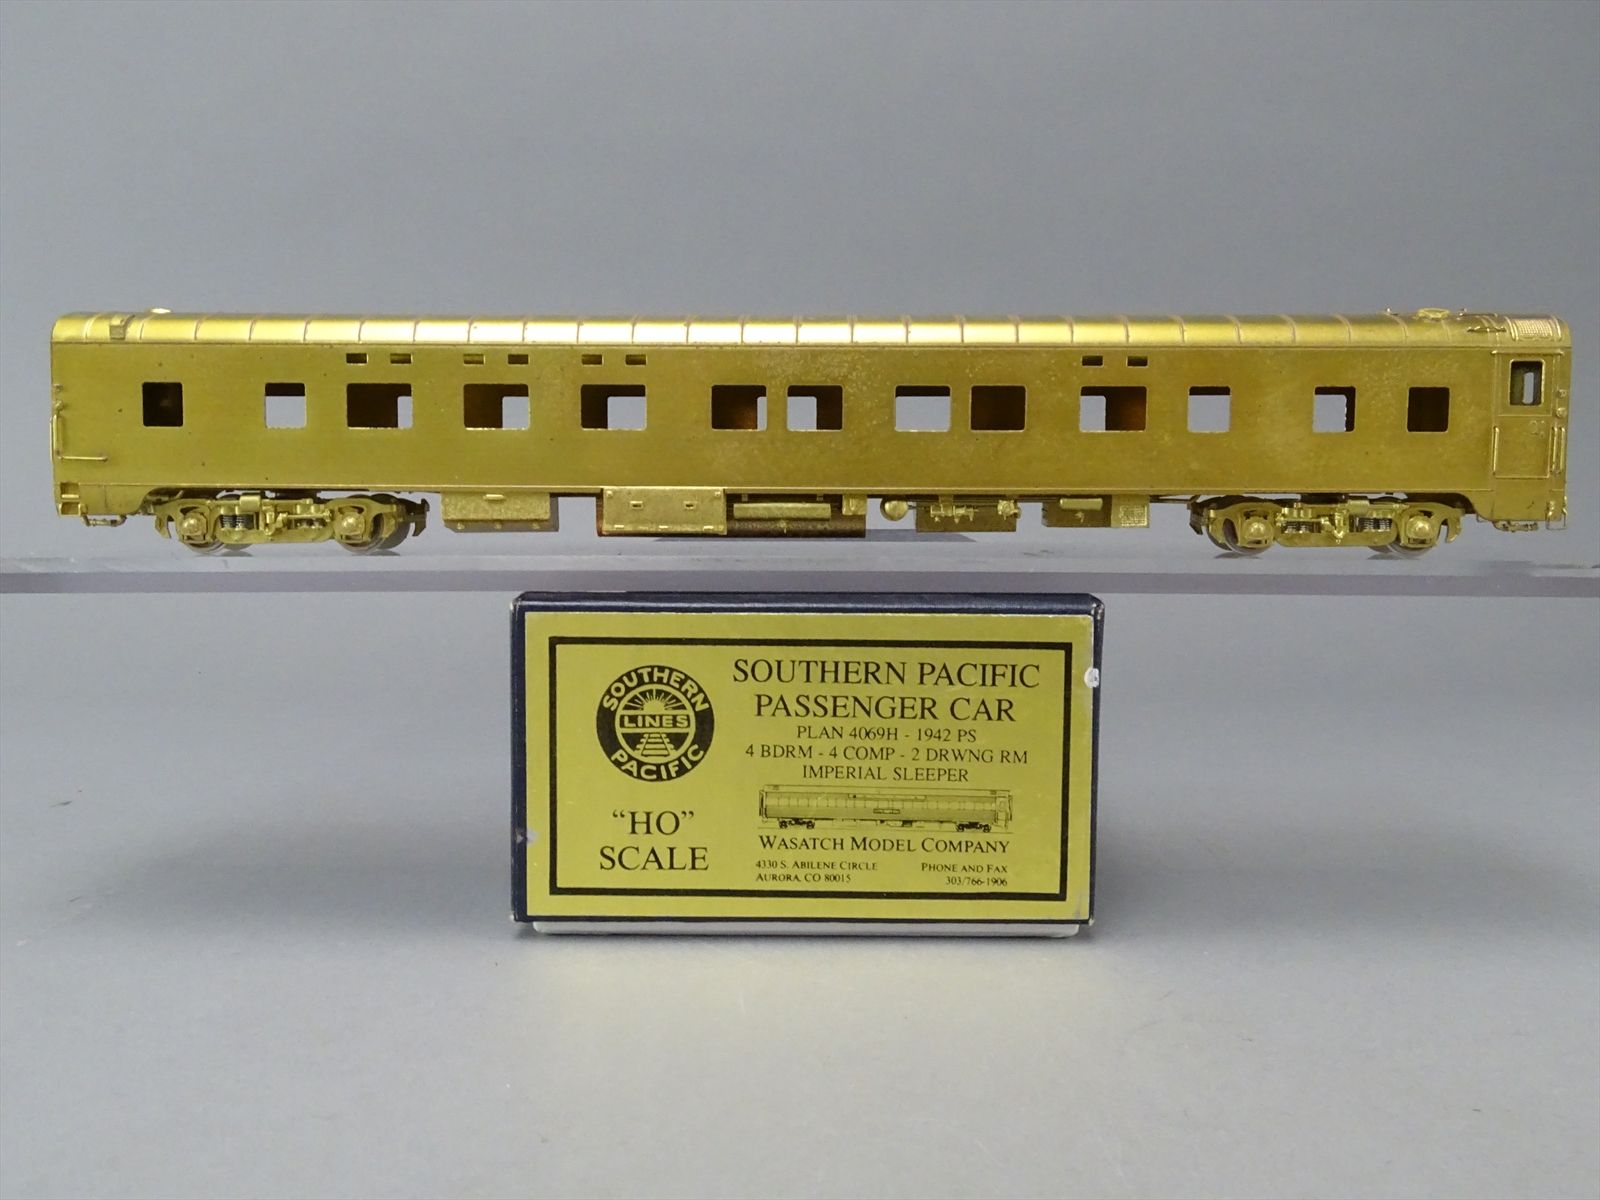 SOUTHERN
LINES
PACIFIC
"HO"
SCALE
SOUTHERN PACIFIC
PASSENGER CAR
PLAN 4069H - 1942 PS
4 BDRM - 4 COMP - 2 DRWNG RM
IMPERIAL SLEEPER
WASATCH MODEL COMPANY
4330 S. ABILENE CIRCLE
AURORA, CO 80015
PHONE AND FAX
303/766-1906